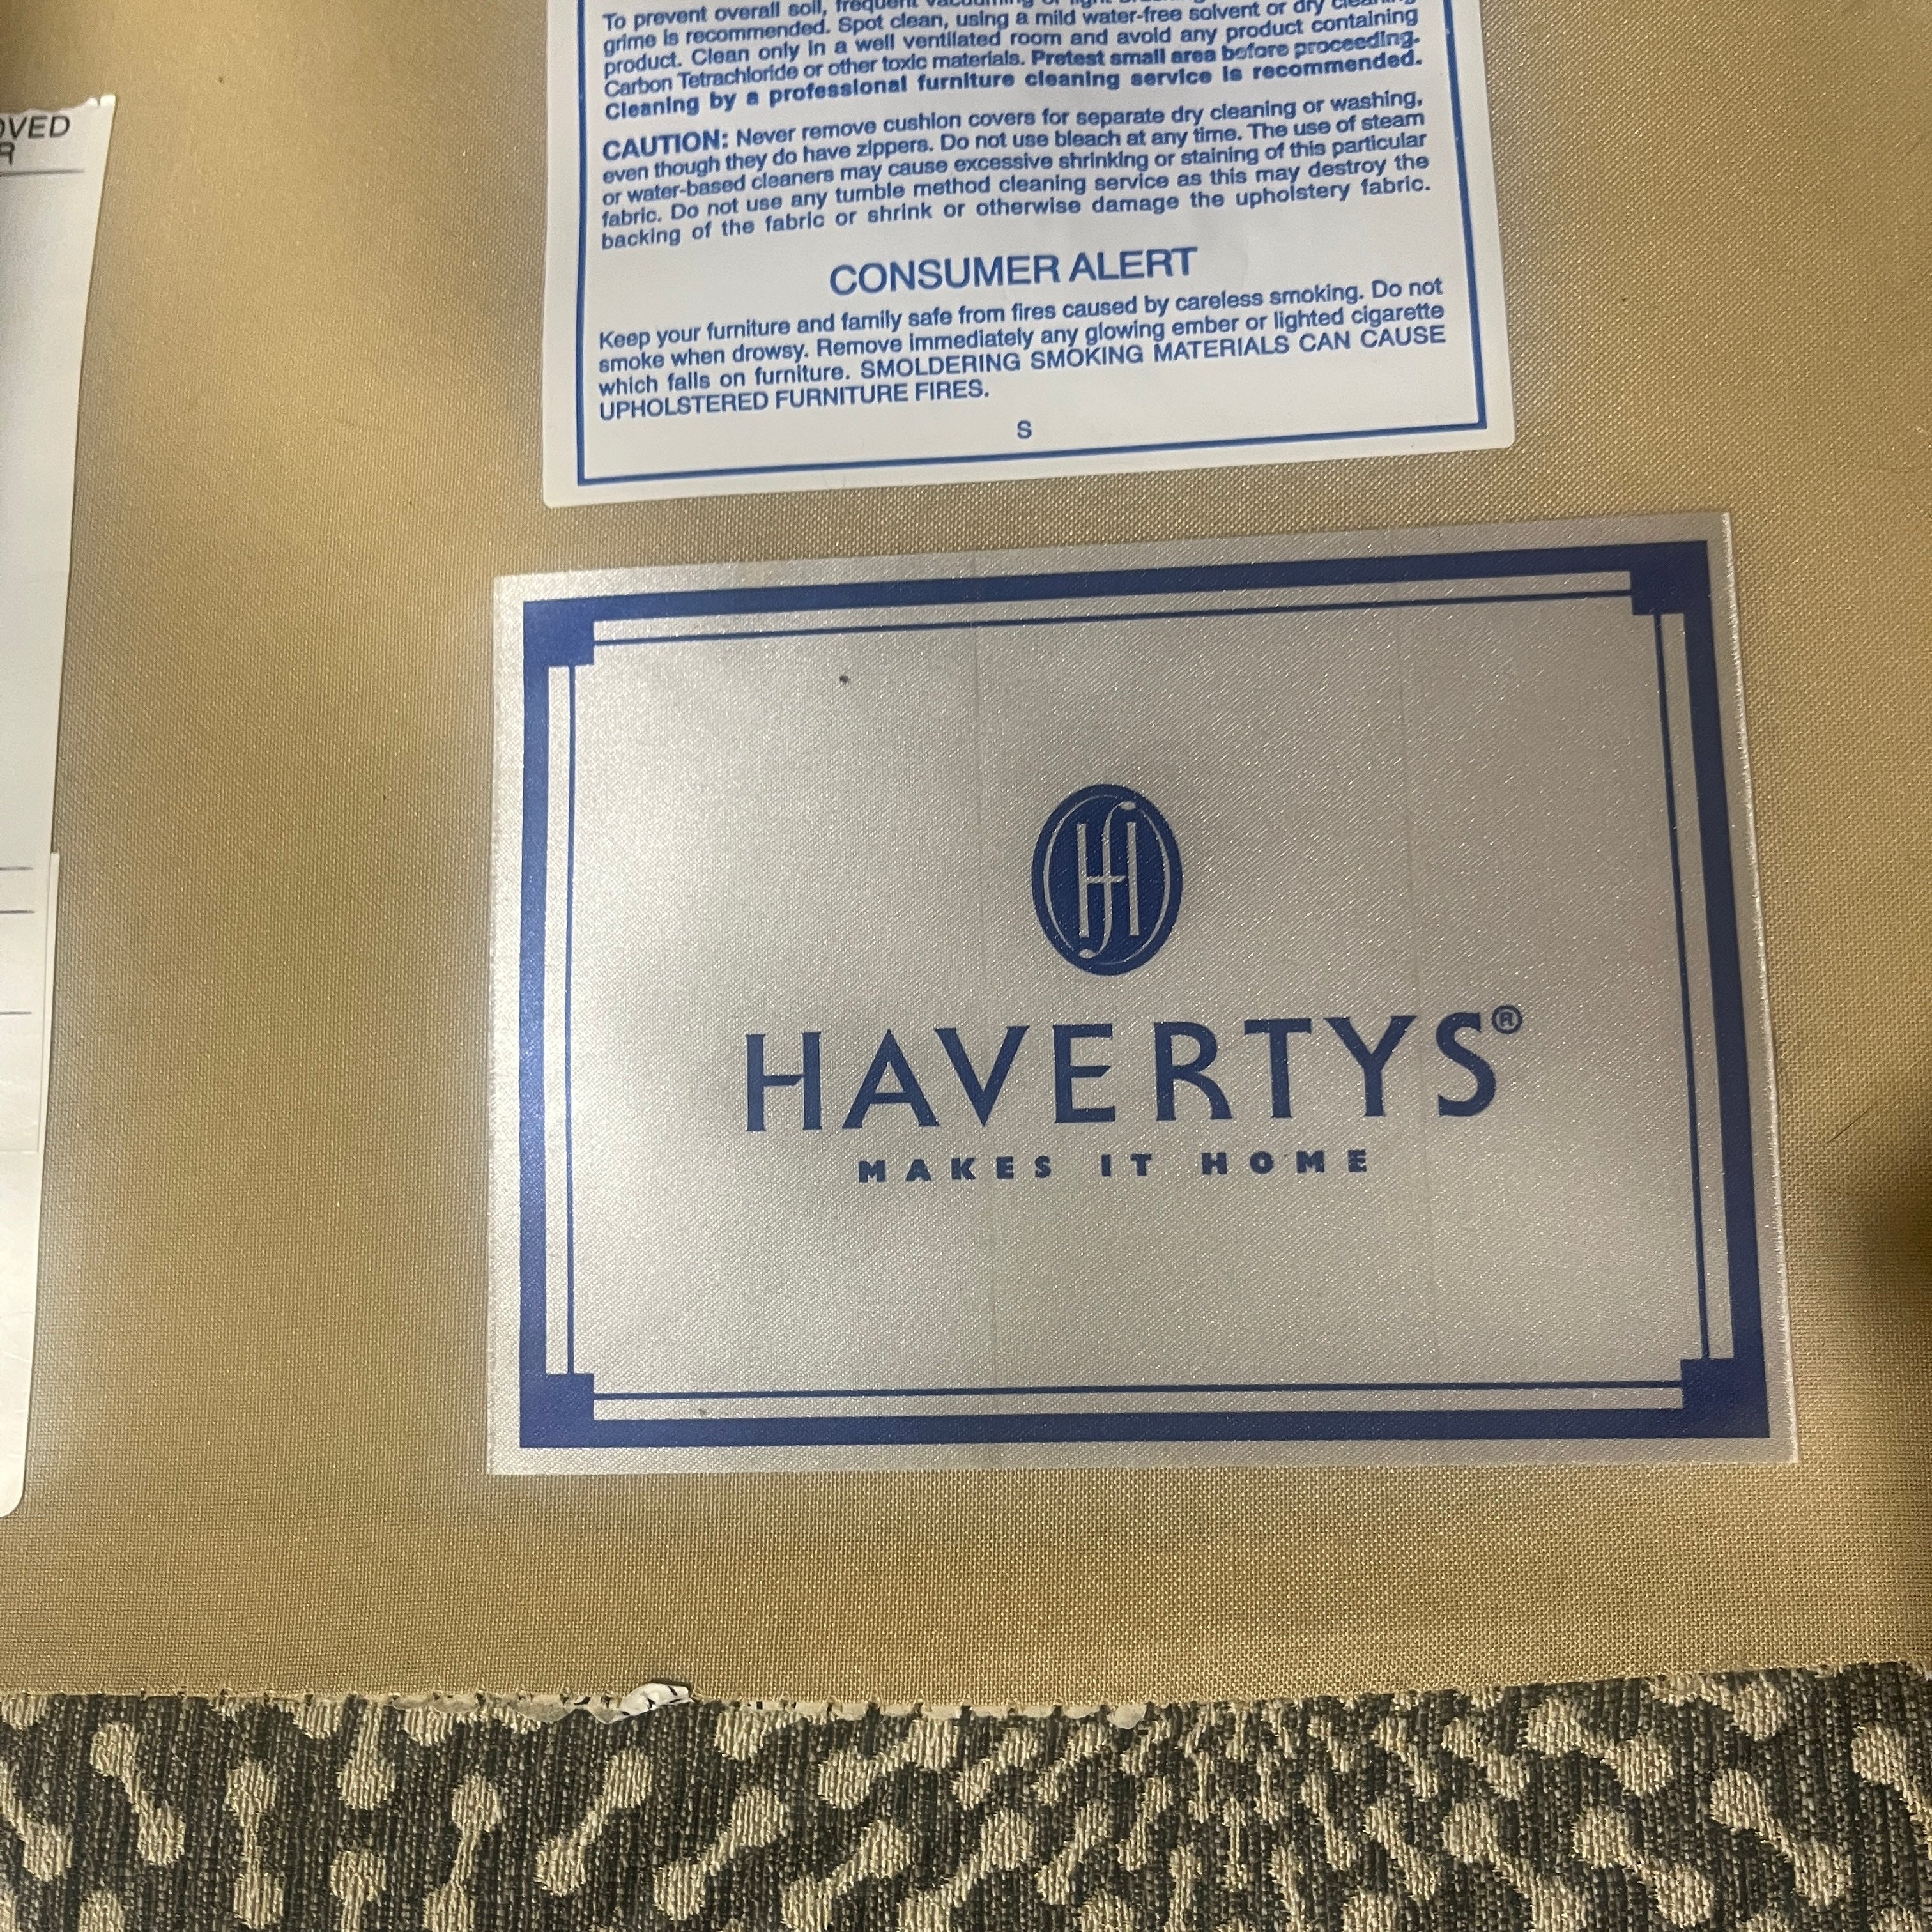 OVED
R
To prevent overall soil, frequent vacuuming or light
grime is recommended. Spot clean, using a mild water-free solvent or dry cleaning
product. Clean only in a well ventilated room and avoid any product containing
Carbon Tetrachloride or other toxic materials. Pretest small area before proceeding.
Cleaning by a professional furniture cleaning service is recommended.
CAUTION: Never remove cushion covers for separate dry cleaning or washing,
even though they do have zippers. Do not use bleach at any time. The use of steam
or water-based cleaners may cause excessive shrinking or staining of this particular
fabric. Do not use any tumble method cleaning service as this may destroy the
backing of the fabric or shrink or otherwise damage the upholstery fabric.
CONSUMER ALERT
Keep your furniture and family safe from fires caused by careless smoking. Do not
smoke when drowsy. Remove immediately any glowing ember or lighted cigarette
which falls on furniture. SMOLDERING SMOKING MATERIALS CAN CAUSE
UPHOLSTERED FURNITURE FIRES.
S
HAVERTYS®
MAKES IT HOME